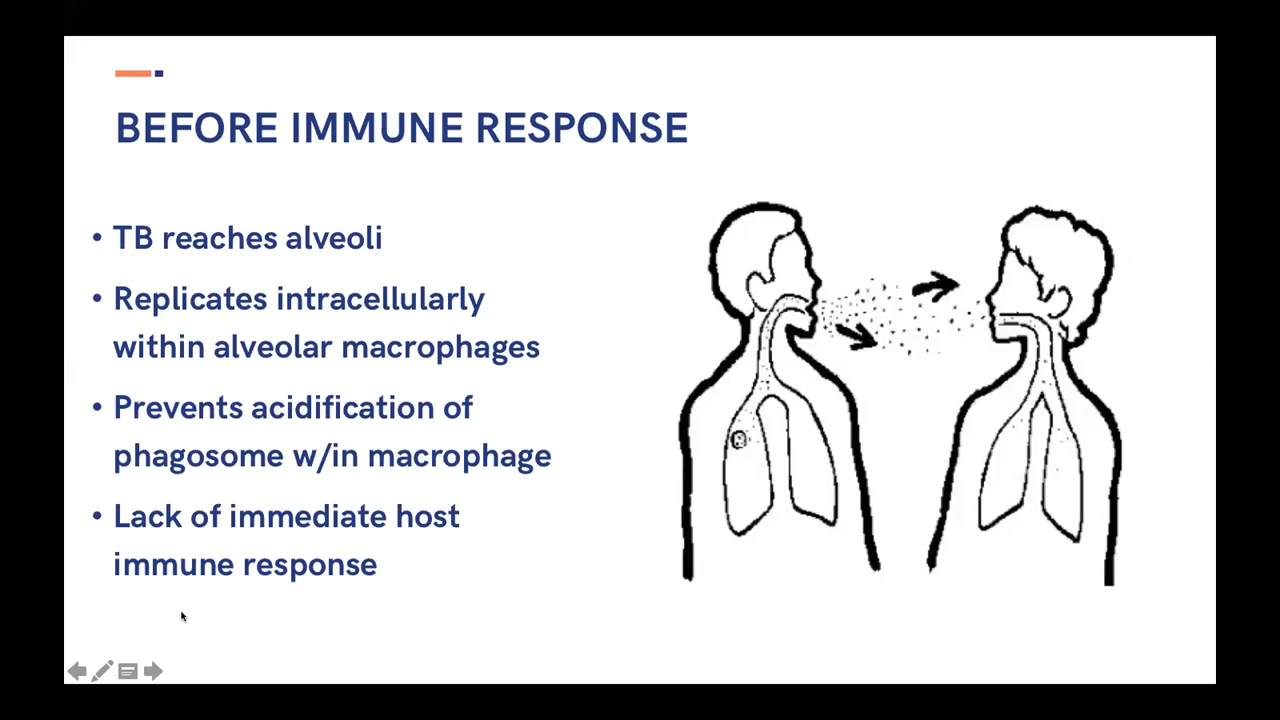 BEFORE IMMUNE RESPONSE
• TB reaches alveoli
• Replicates intracellularly
within alveolar macrophages
• Prevents acidification of
phagosome w/in macrophage
• Lack of immediate host
immune response